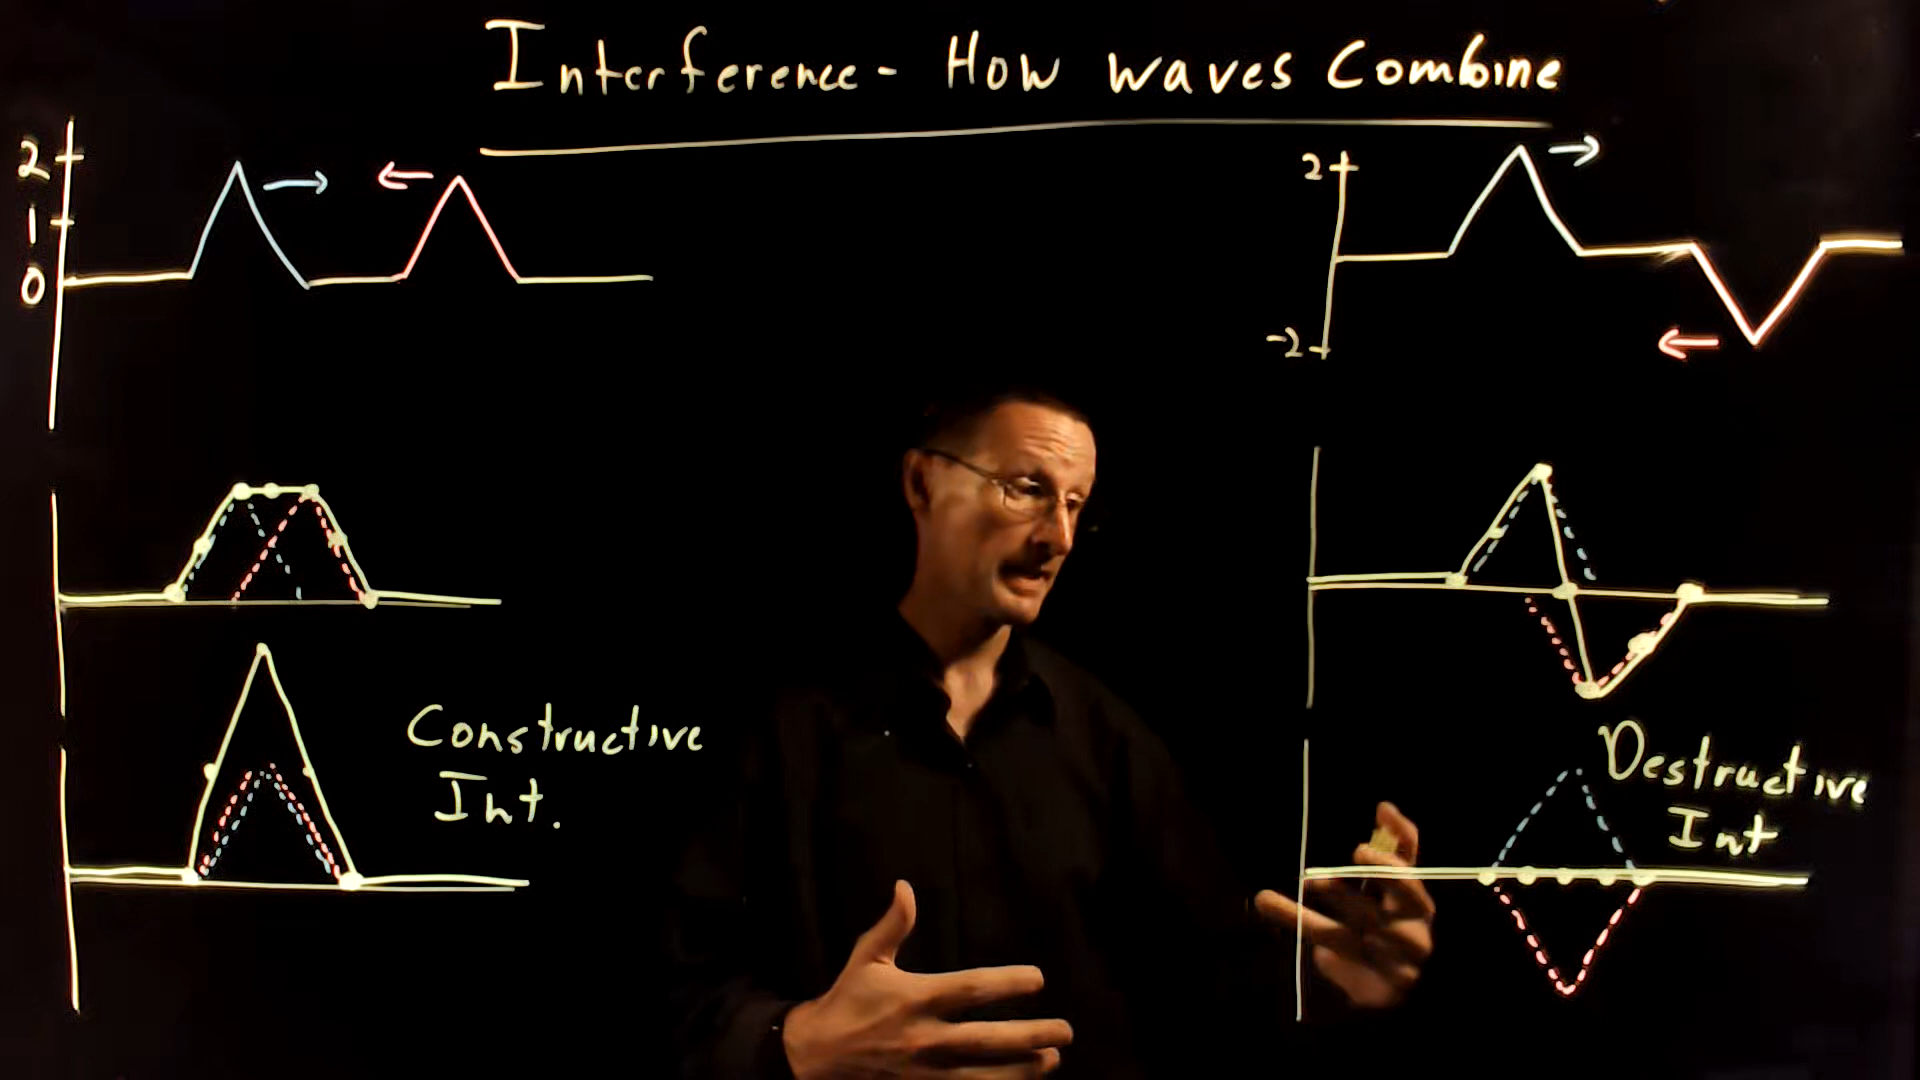 Interference - How waves Combine
2
1
0
2
-2
Constructive
Int.
Destructive
Int